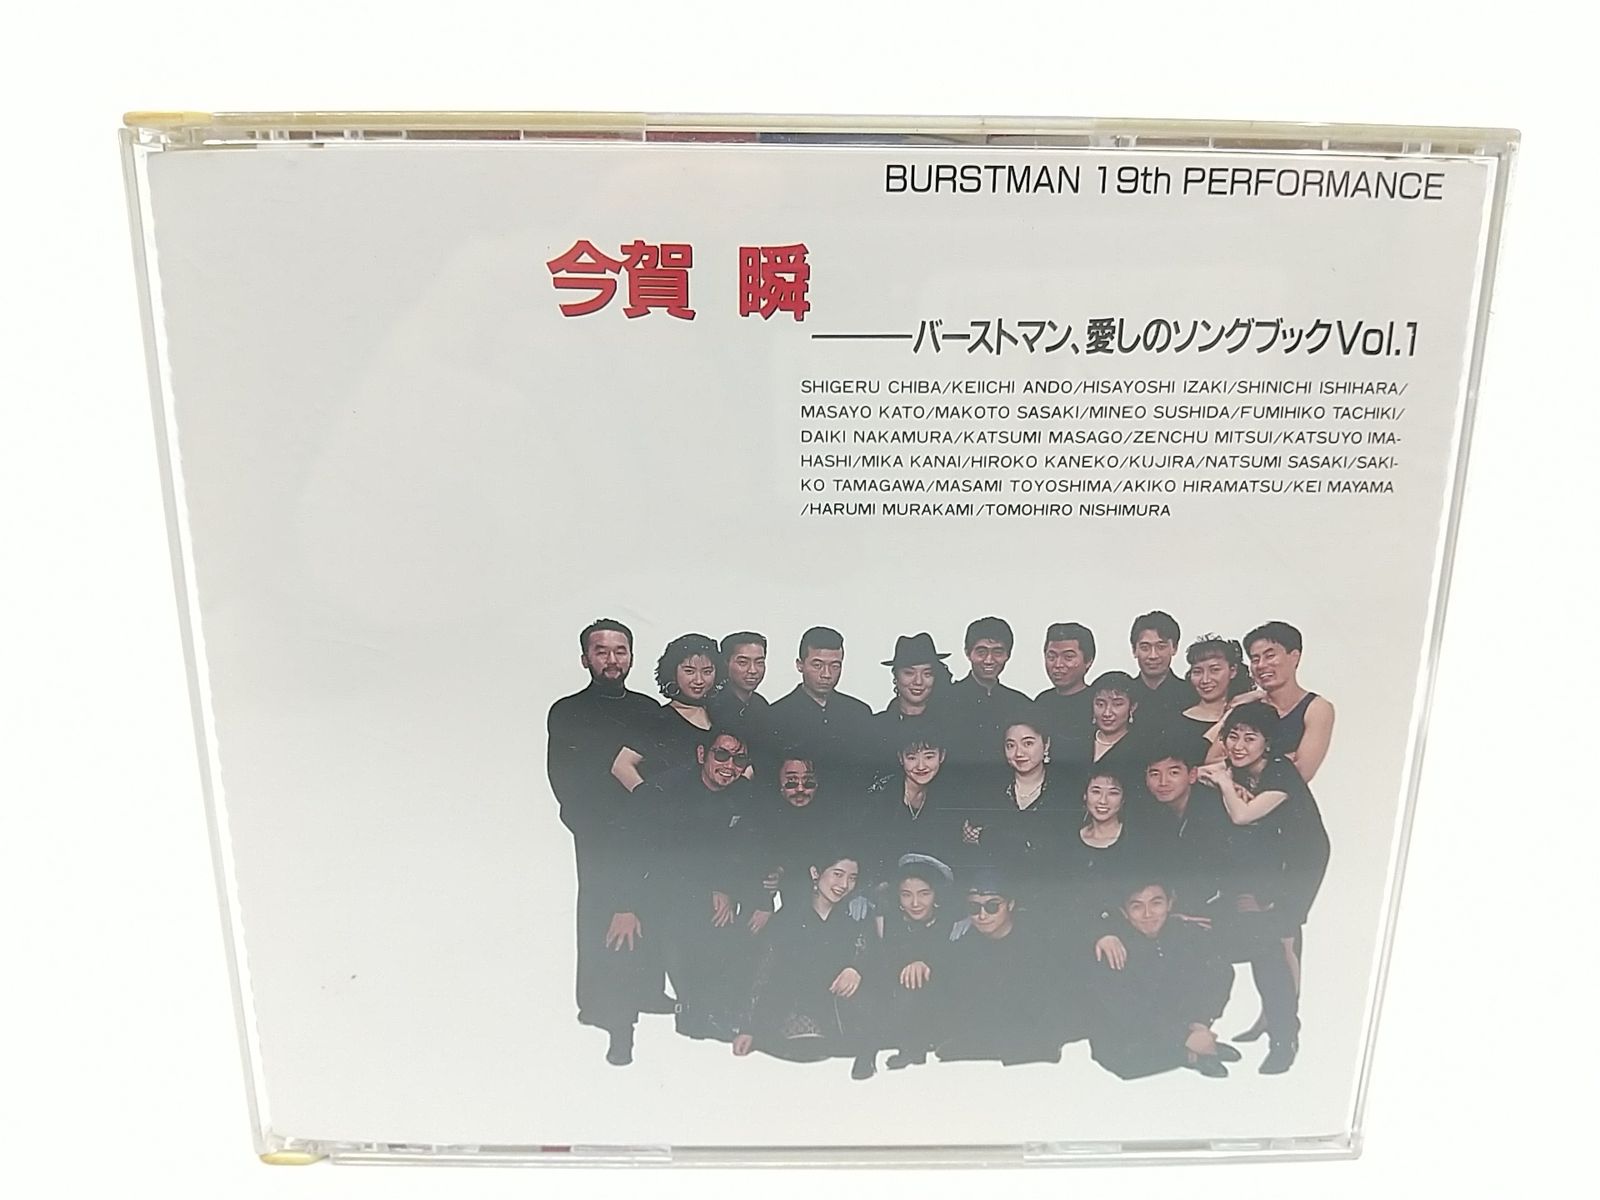 BURSTMAN 19th PERFORMANCE
今賀 瞬
———バーストマン、愛しのソングブックVol.1
SHIGERU CHIBA/KEIICHI ANDO/HISAYOSHI IZAKI/SHINICHI ISHIHARA/
MASAYO KATO/MAKOTO SASAKI/MINEO SUSHIDA/FUMIHIKO TACHIKI/
DAIKI NAKAMURA/KATSUMI MASAGO/ZENCHU MITSUI/KATSUYO IMA-
HASHI/MIKA KANAI/HIROKO KANEKO/KUJIRA/NATSUMI SASAKI/SAKI-
KO TAMAGAWA/MASAMI TOYOSHIMA/AKIKO HIRAMATSU/KEI MAYAMA
/HARUMI MURAKAMI/TOMOHIRO NISHIMURA